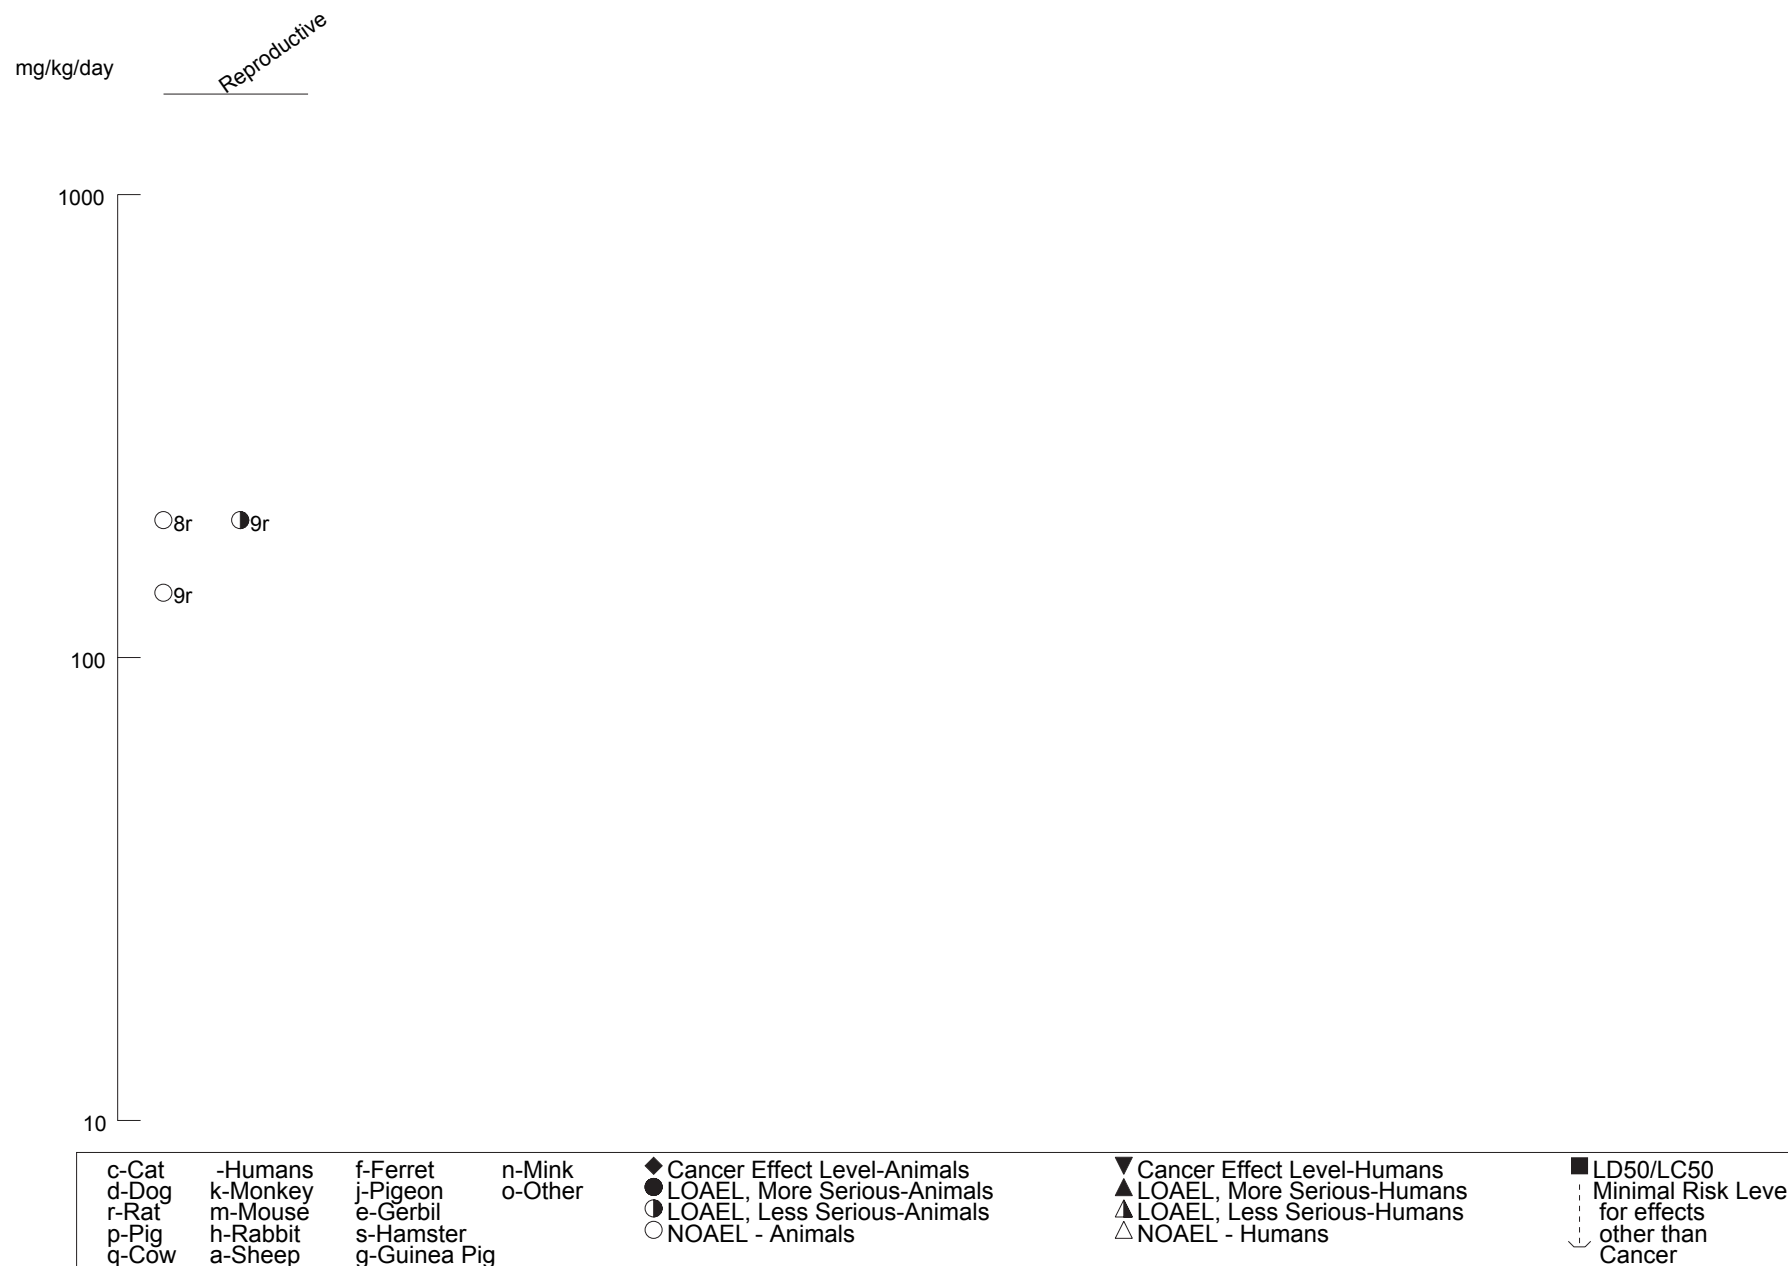 Reproductive
mg/kg/day
1000
8r 9r
9r
100
10
c-Cat -Humans f-Ferret n-Mink
d-Dog k-Monkey j-Pigeon o-Other
r-Rat m-Mouse e-Gerbil
p-Pig h-Rabbit s-Hamster
q-Cow a-Sheep g-Guinea Pig
Cancer Effect Level-Animals
LOAEL, More Serious-Animals
LOAEL, Less Serious-Animals
NOAEL - Animals
Cancer Effect Level-Humans
LOAEL, More Serious-Humans
LOAEL, Less Serious-Humans
NOAEL - Humans
LD50/LC50
Minimal Risk Leve
for effects
other than
Cancer